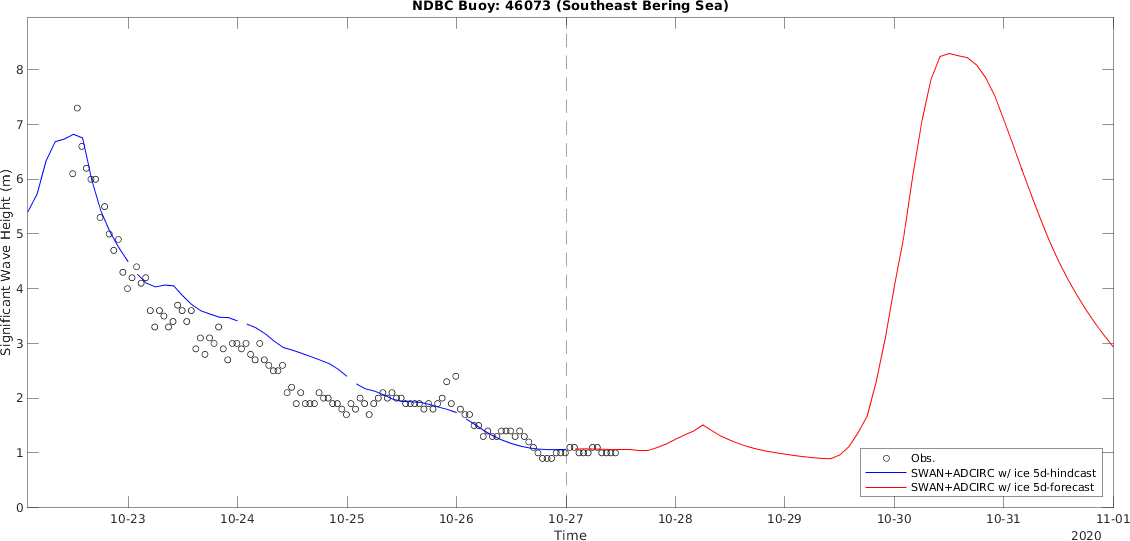 NDBC Buoy: 46073 (Southeast Bering Sea)
Significant Wave Height (m)
8
7
6
5
4
3
2
1
0
10-23 10-24 10-25 10-26 10-27 10-28 10-29 10-30 10-31 11-01
Time
2020
Obs.
SWAN+ADCIRC w/ ice 5d-hindcast
SWAN+ADCIRC w/ ice 5d-forecast